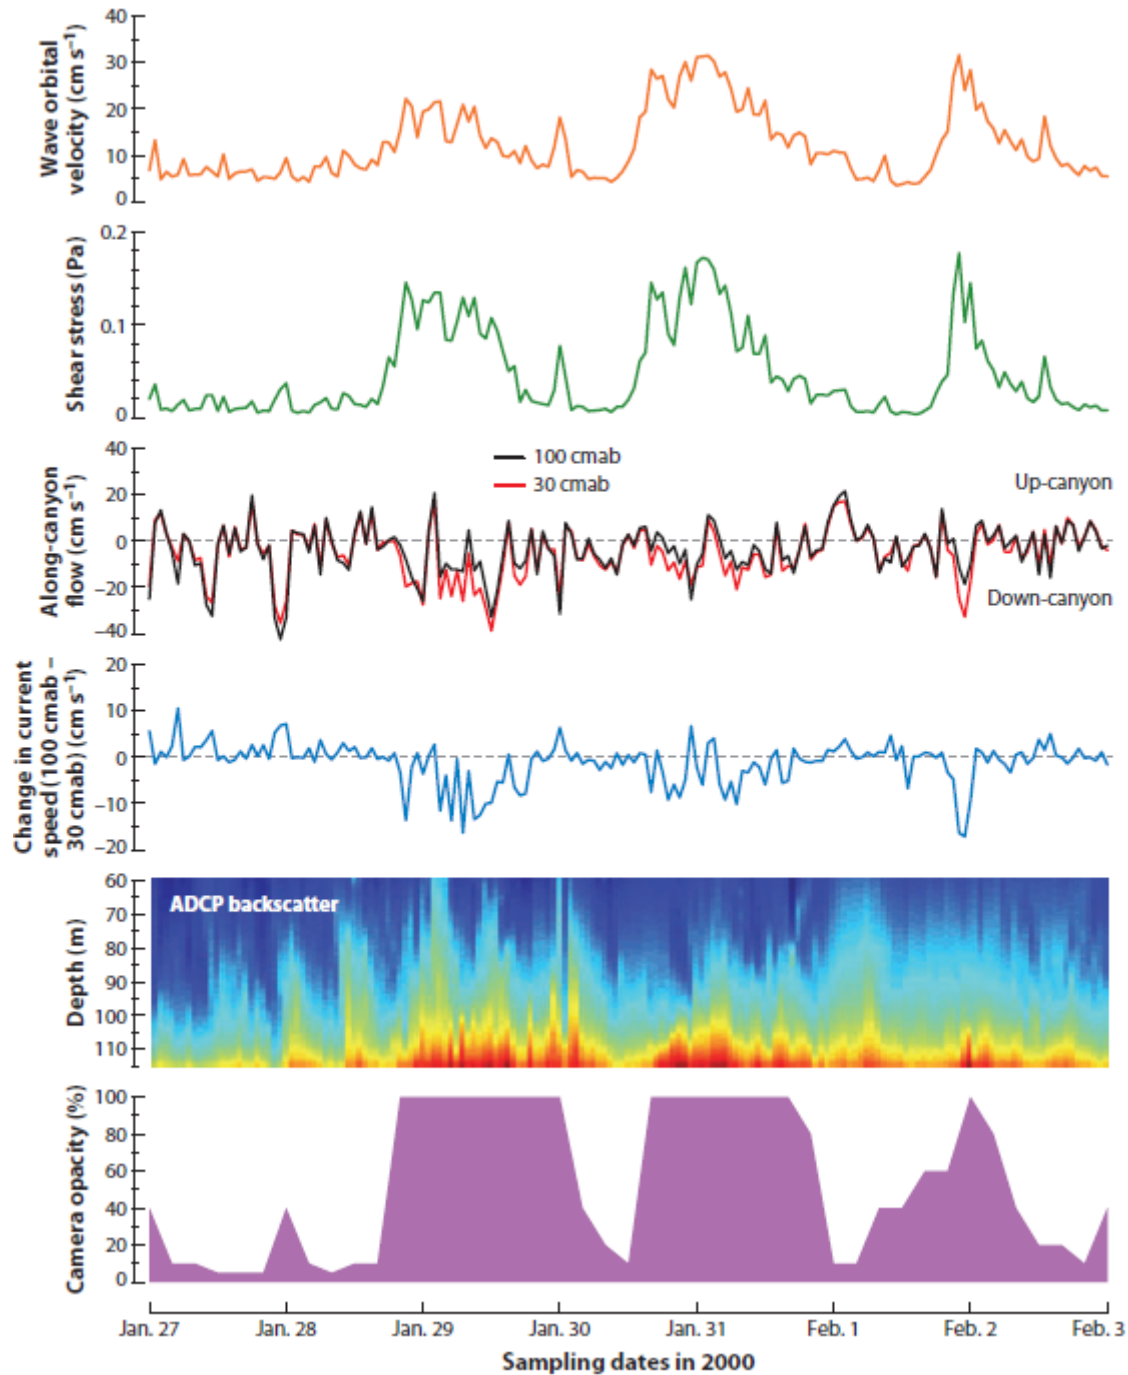 Wave orbital
velocity (cm s⁻¹)
40
30
20
10
0
Shear stress (Pa)
0.2
0.1
0
Along-canyon
flow (cm s⁻¹)
40
20
0
–20
–40
100 cmab
30 cmab
Up-canyon
Down-canyon
Change in current
speed (100 cmab –
30 cmab) (cm s⁻¹)
20
10
0
–10
–20
ADCP backscatter
Depth (m)
60
70
80
90
100
110
Camera opacity (%)
100
80
60
40
20
0
Jan. 27 Jan. 28 Jan. 29 Jan. 30 Jan. 31 Feb. 1 Feb. 2 Feb. 3
Sampling dates in 2000